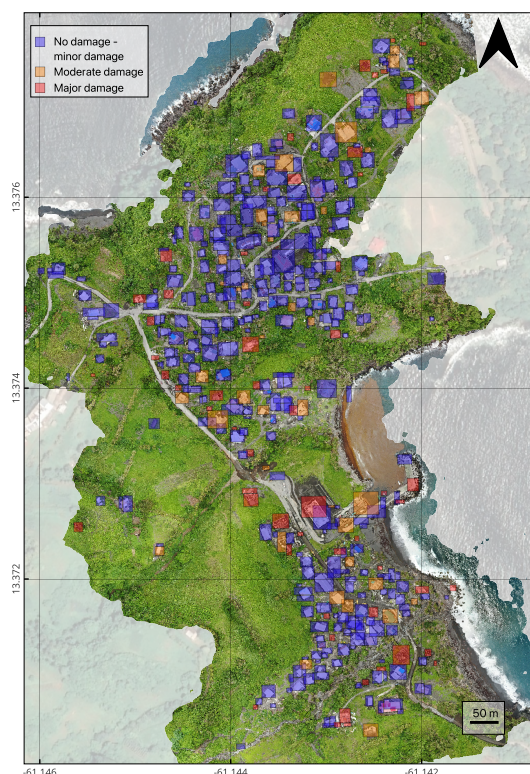 No damage -
minor damage
Moderate damage
Major damage
13.376
13.374
13.372
50 m
-61.146
-61.144
-61.142